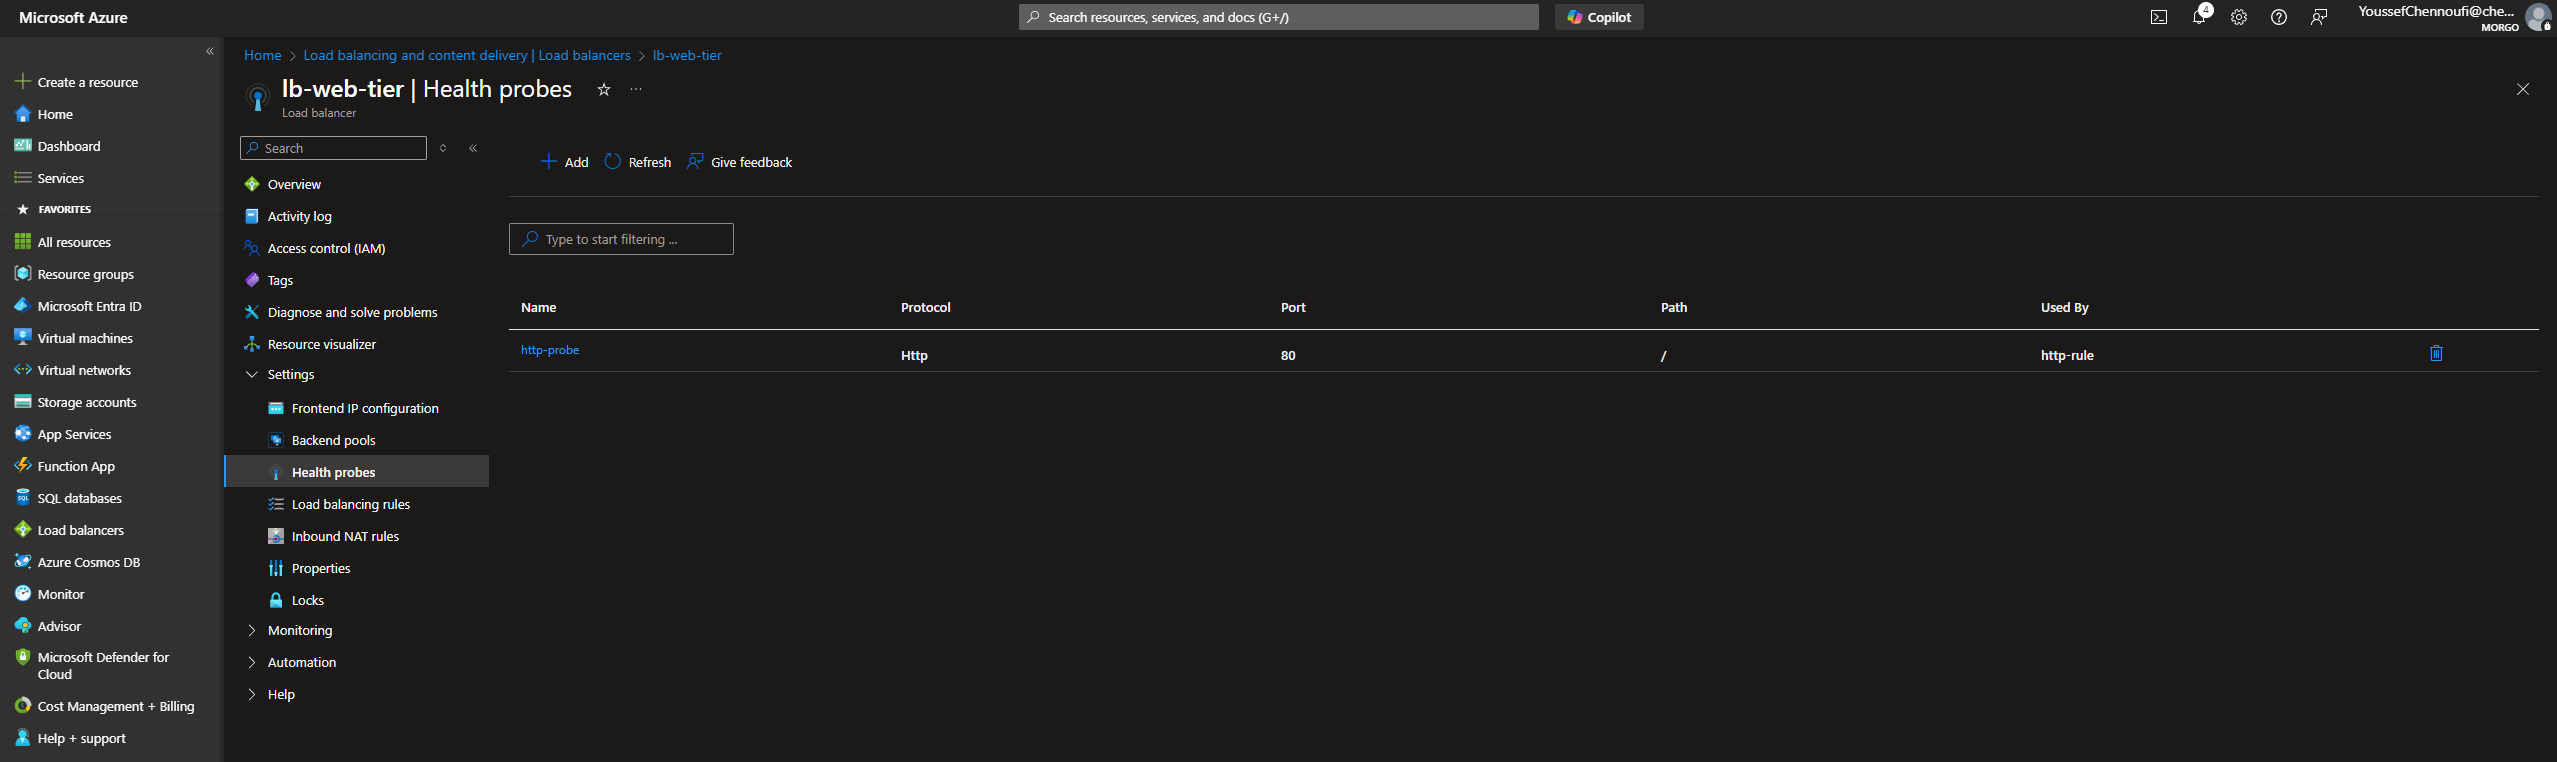 Microsoft Azure
Search resources, services, and docs (G+/)
Copilot
4
YoussefChennoufi@che...
MORGO
Create a resource
Home
Dashboard
Services
FAVORITES
All resources
Resource groups
Microsoft Entra ID
Virtual machines
Virtual networks
Storage accounts
App Services
Function App
SQL databases
Load balancers
Azure Cosmos DB
Monitor
Advisor
Microsoft Defender for
Cloud
Cost Management + Billing
Help + support
Home > Load balancing and content delivery | Load balancers > lb-web-tier
lb-web-tier | Health probes
Load balancer
Search
Overview
Activity log
Access control (IAM)
Tags
Diagnose and solve problems
Resource visualizer
Settings
Frontend IP configuration
Backend pools
Health probes
Load balancing rules
Inbound NAT rules
Properties
Locks
Monitoring
Automation
Help
Add Refresh Give feedback
Type to start filtering ...
Name Protocol Port Path Used By
http-probe Http 80 / http-rule